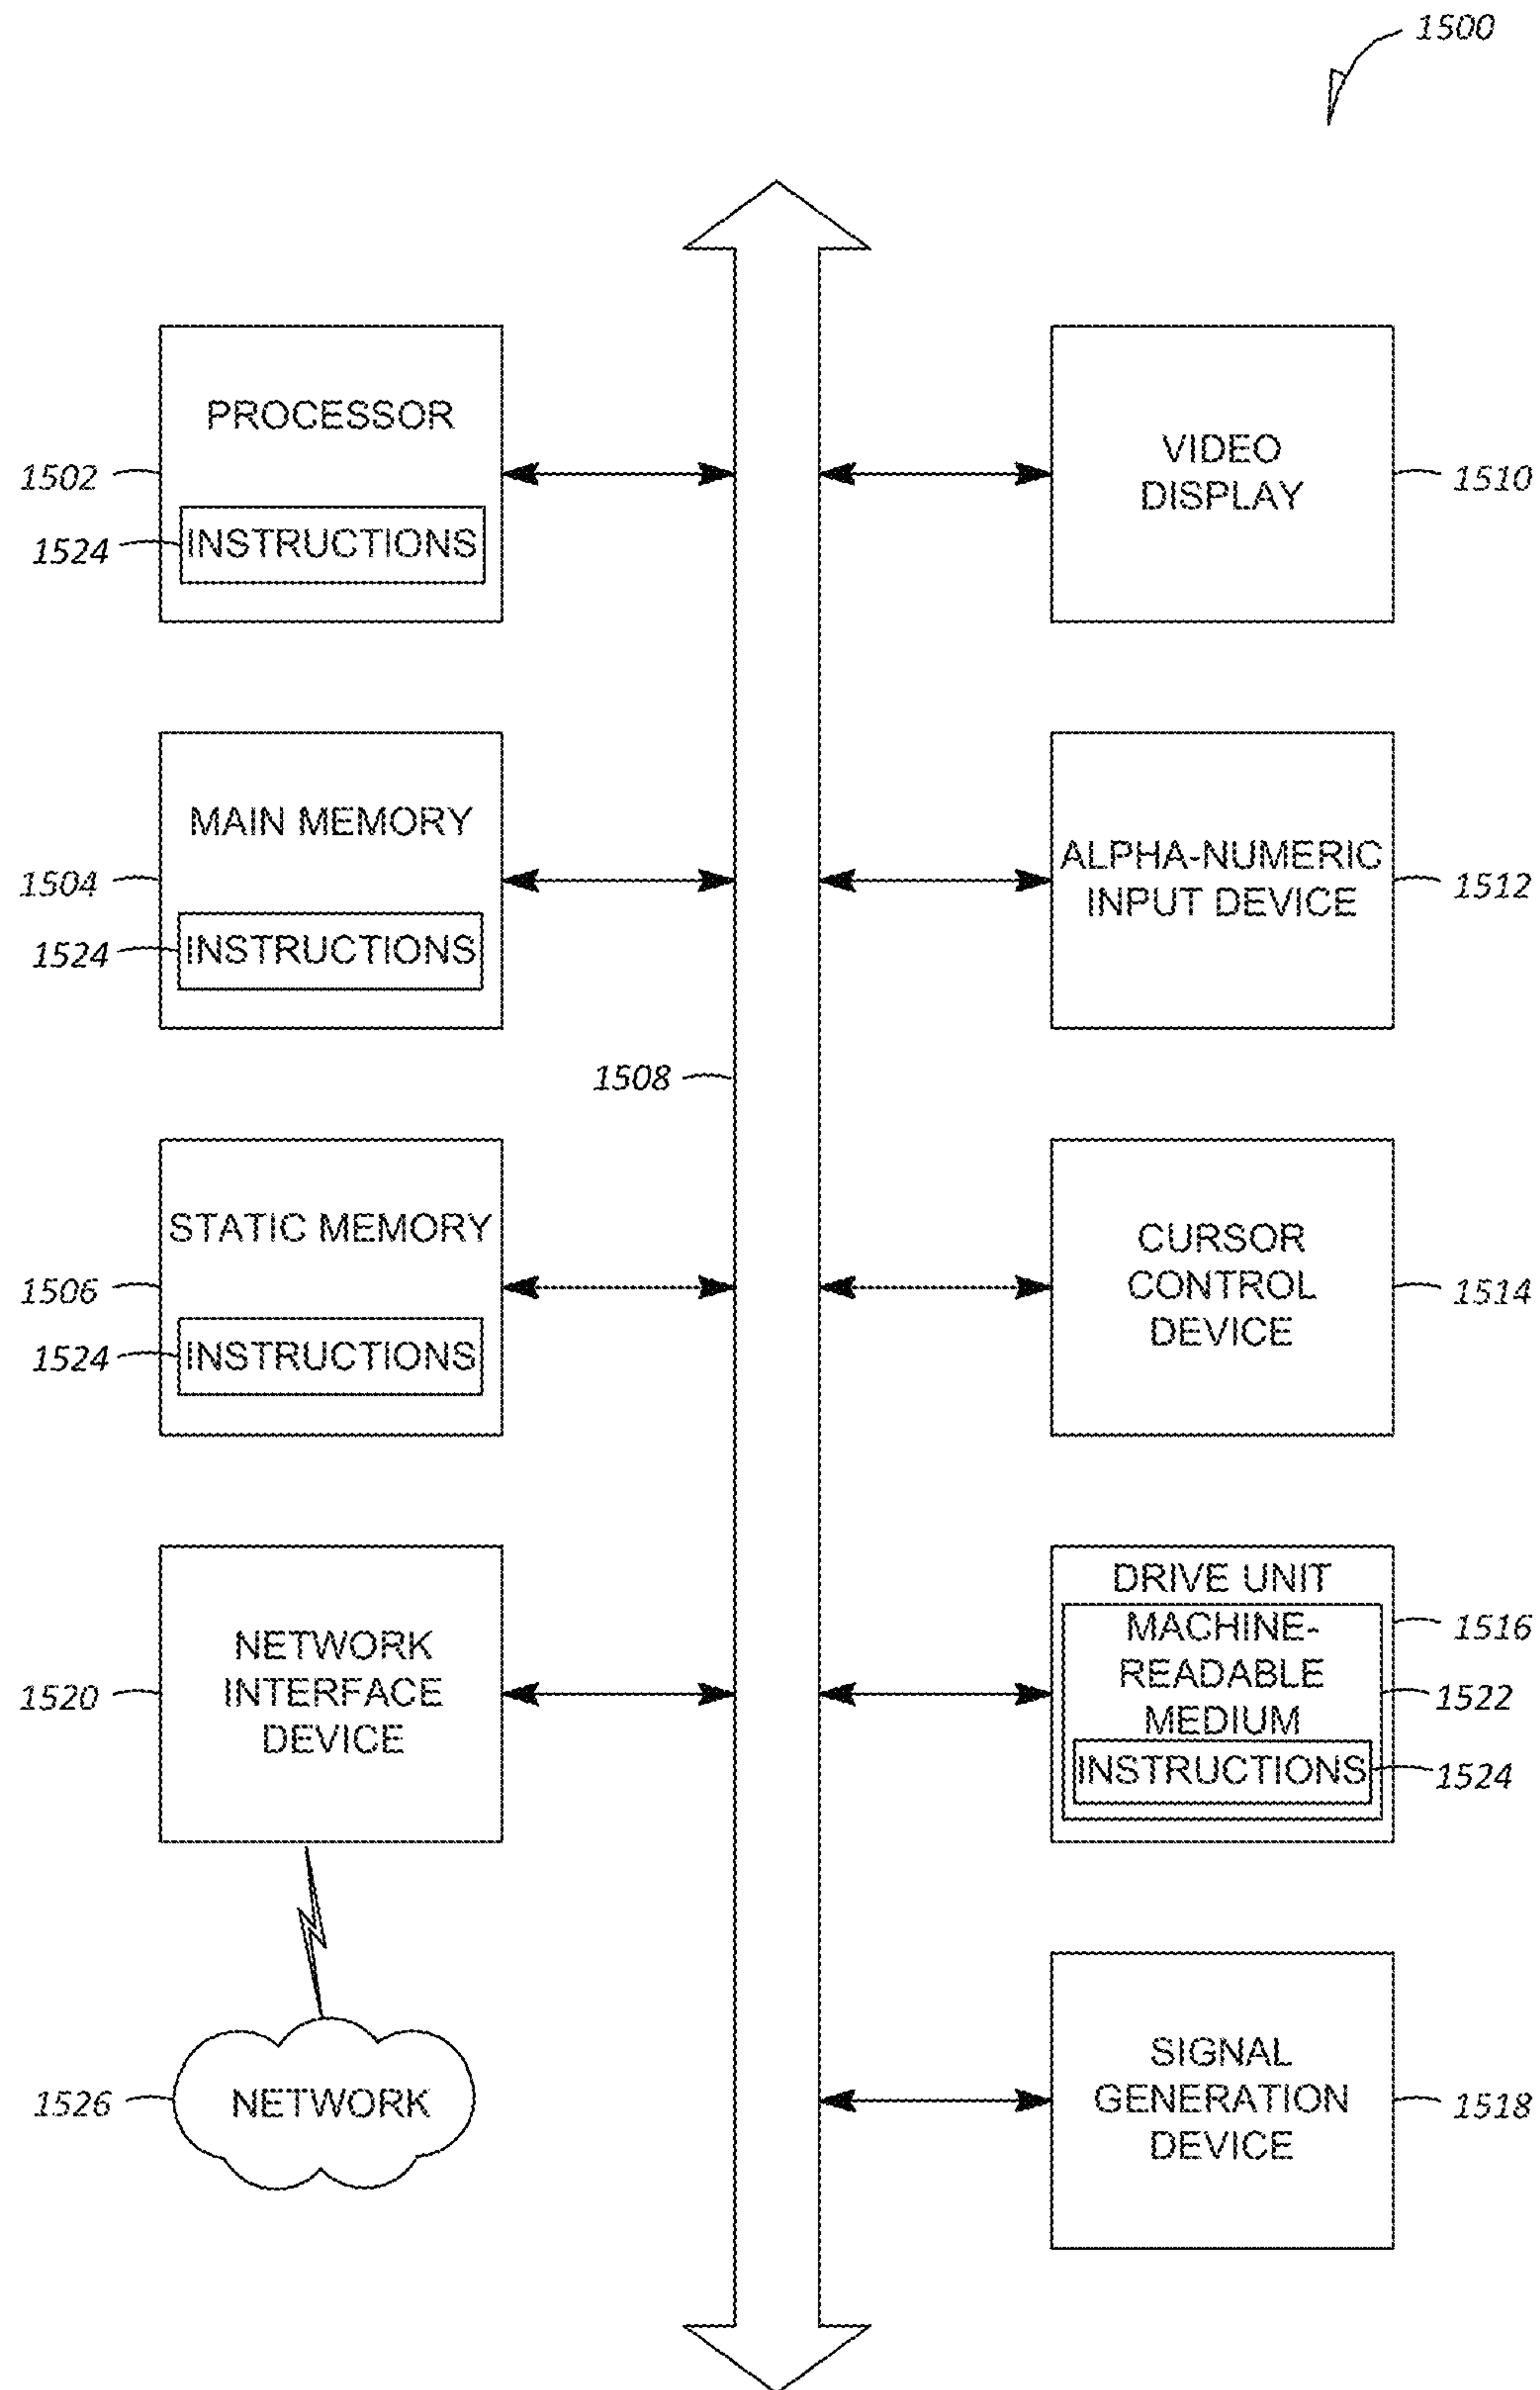 1500
PROCESSOR
1502
1524
INSTRUCTIONS
VIDEO
DISPLAY
1510
MAIN MEMORY
1504
1524
INSTRUCTIONS
ALPHA-NUMERIC
INPUT DEVICE
1512
1508
STATIC MEMORY
1506
1524
INSTRUCTIONS
CURSOR
CONTROL
DEVICE
1514
NETWORK
INTERFACE
DEVICE
1520
DRIVE UNIT
1516
MACHINE-
READABLE
MEDIUM
1522
INSTRUCTIONS
1524
NETWORK
1526
SIGNAL
GENERATION
DEVICE
1518